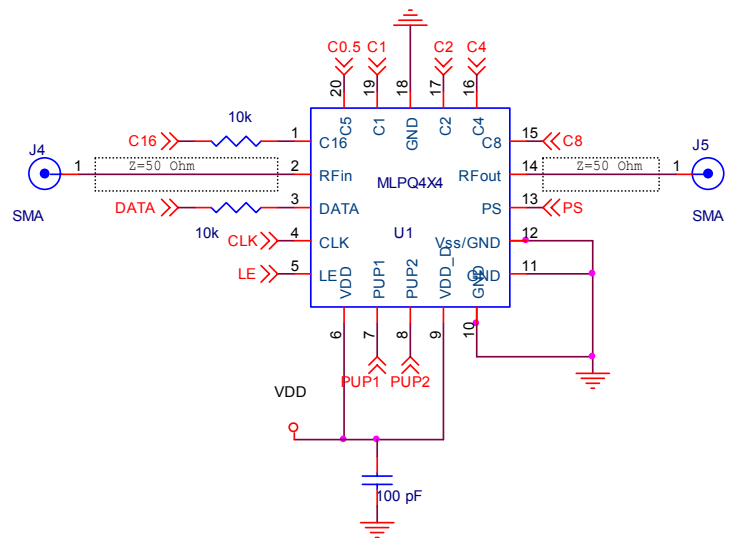 C0.5 C1 C2 C4
20 19 18 17 16
C5 C1 GND C2 C4
10k
C16 1 C16 C8 15 C8
J4 J5
1 Z=50 Ohm 2 RFin RFout 14 Z=50 Ohm 1
MLPQ4X4
SMA DATA 3 DATA PS 13 PS SMA
10k U1
CLK 4 CLK Vss/GND 12
LE 5 LE GND 11
VDD PUP1 PUP2 VDD_D GND
6 7 8 9 10
PUP1 PUP2
VDD
100 pF